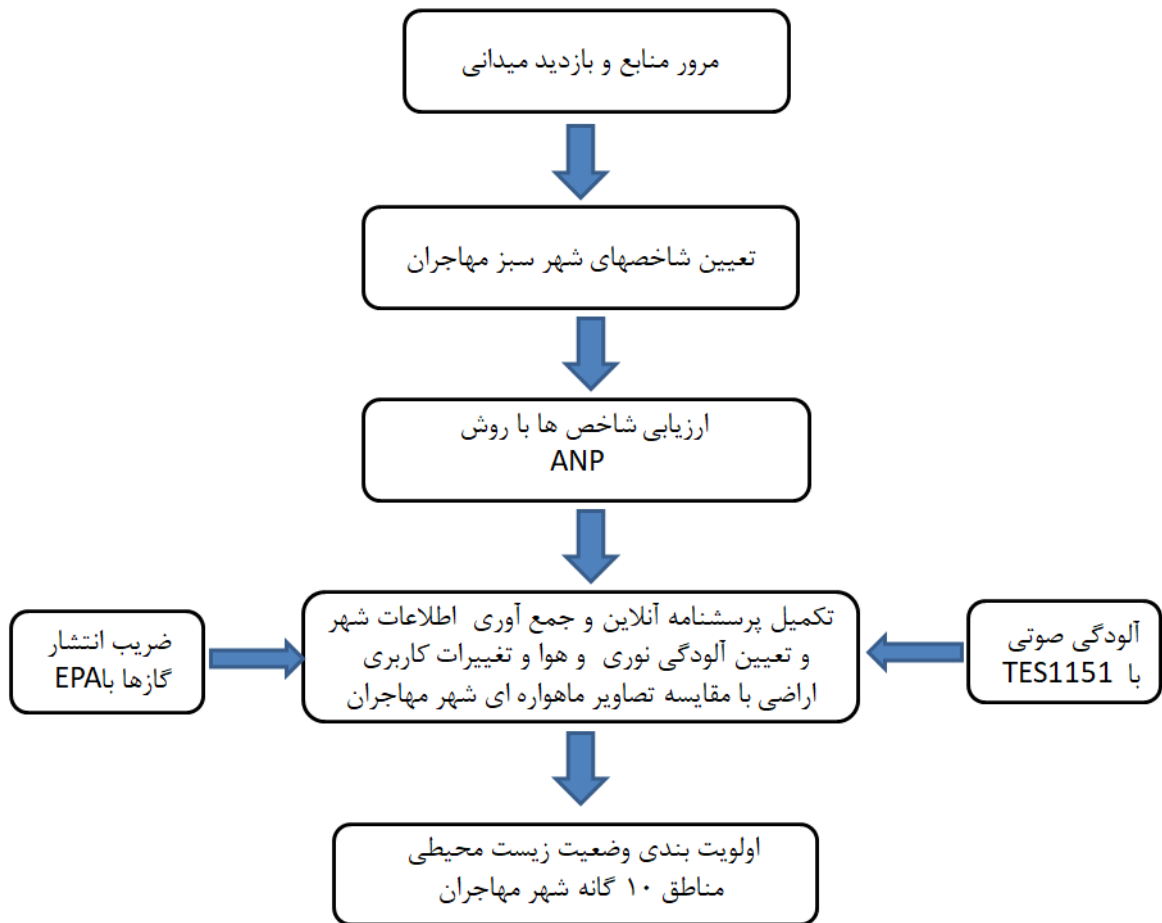 مرور منابع و بازدید میدانی
تعیین شاخصهای شهر سبز مهاجران
ارزیابی شاخص ها با روش
ANP
تکمیل پرسشنامه آنلاین و جمع آوری اطلاعات شهر
و تعیین آلودگی نوری و هوا و تغییرات کاربری
اراضی با مقایسه تصاویر ماهواره ای شهر مهاجران
آلودگی صوتی
با TES1151
ضریب انتشار
گازها باEPA
اولویت بندی وضعیت زیست محیطی
مناطق ۱۰ گانه شهر مهاجران